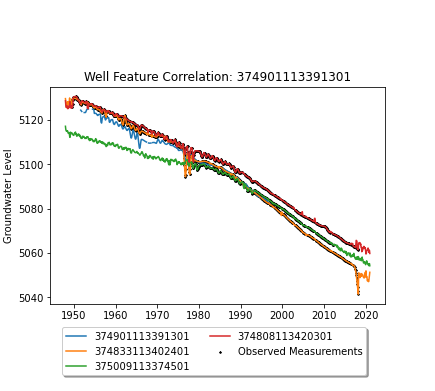 Well Feature Correlation: 374901113391301
5120
5100
5080
5060
5040
Groundwater Level
1950 1960 1970 1980 1990 2000 2010 2020
374901113391301
374833113402401
375009113374501
374808113420301
Observed Measurements